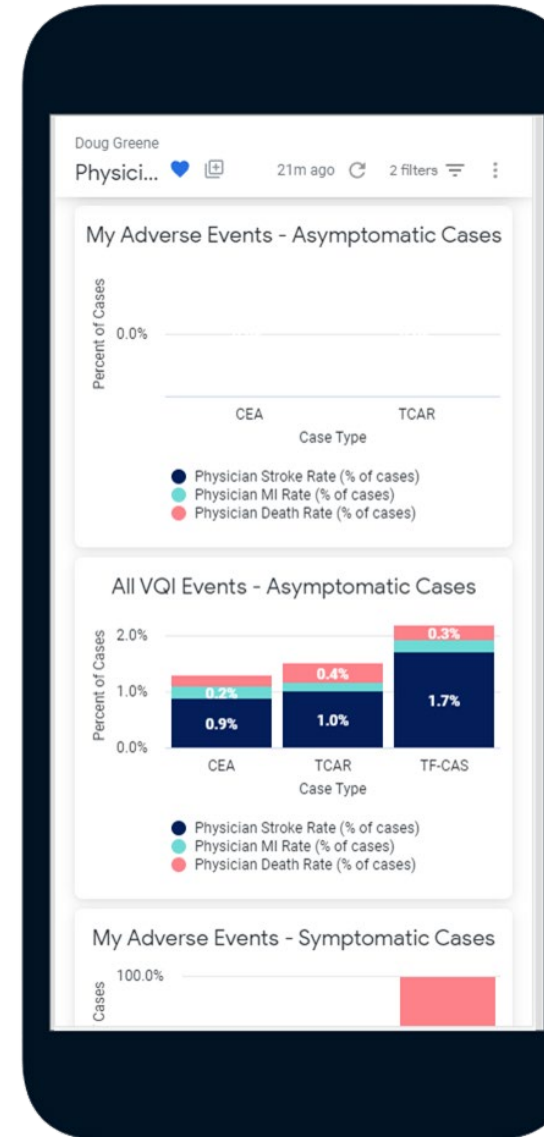 Doug Greene
Physici... 21m ago 2 filters
My Adverse Events - Asymptomatic Cases
Percent of Cases
0.0%
CEA TCAR
Case Type
Physician Stroke Rate (% of cases)
Physician MI Rate (% of cases)
Physician Death Rate (% of cases)
All VQI Events - Asymptomatic Cases
Percent of Cases
2.0%
1.0%
0.0%
0.3%
0.4%
0.2%
1.7%
0.9% 1.0%
CEA TCAR TF-CAS
Case Type
Physician Stroke Rate (% of cases)
Physician MI Rate (% of cases)
Physician Death Rate (% of cases)
My Adverse Events - Symptomatic Cases
100.0%
Cases